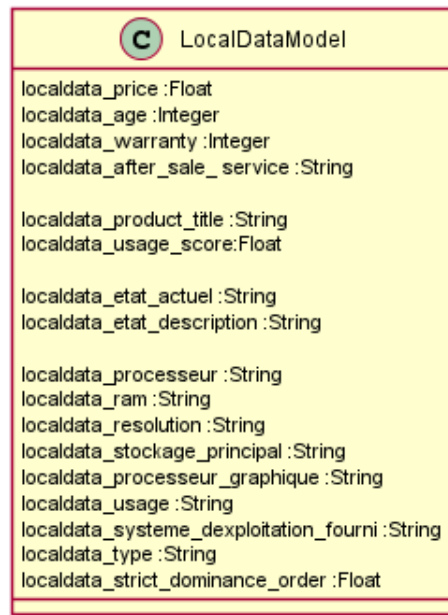 C LocalDataModel
localdata_price :Float
localdata_age :Integer
localdata_warranty :Integer
localdata_after_sale_ service :String
localdata_product_title :String
localdata_usage_score:Float
localdata_etat_actuel :String
localdata_etat_description :String
localdata_processeur :String
localdata_ram :String
localdata_resolution :String
localdata_stockage_principal :String
localdata_processeur_graphique :String
localdata_usage :String
localdata_systeme_dexploitation_fourni :String
localdata_type :String
localdata_strict_dominance_order :Float